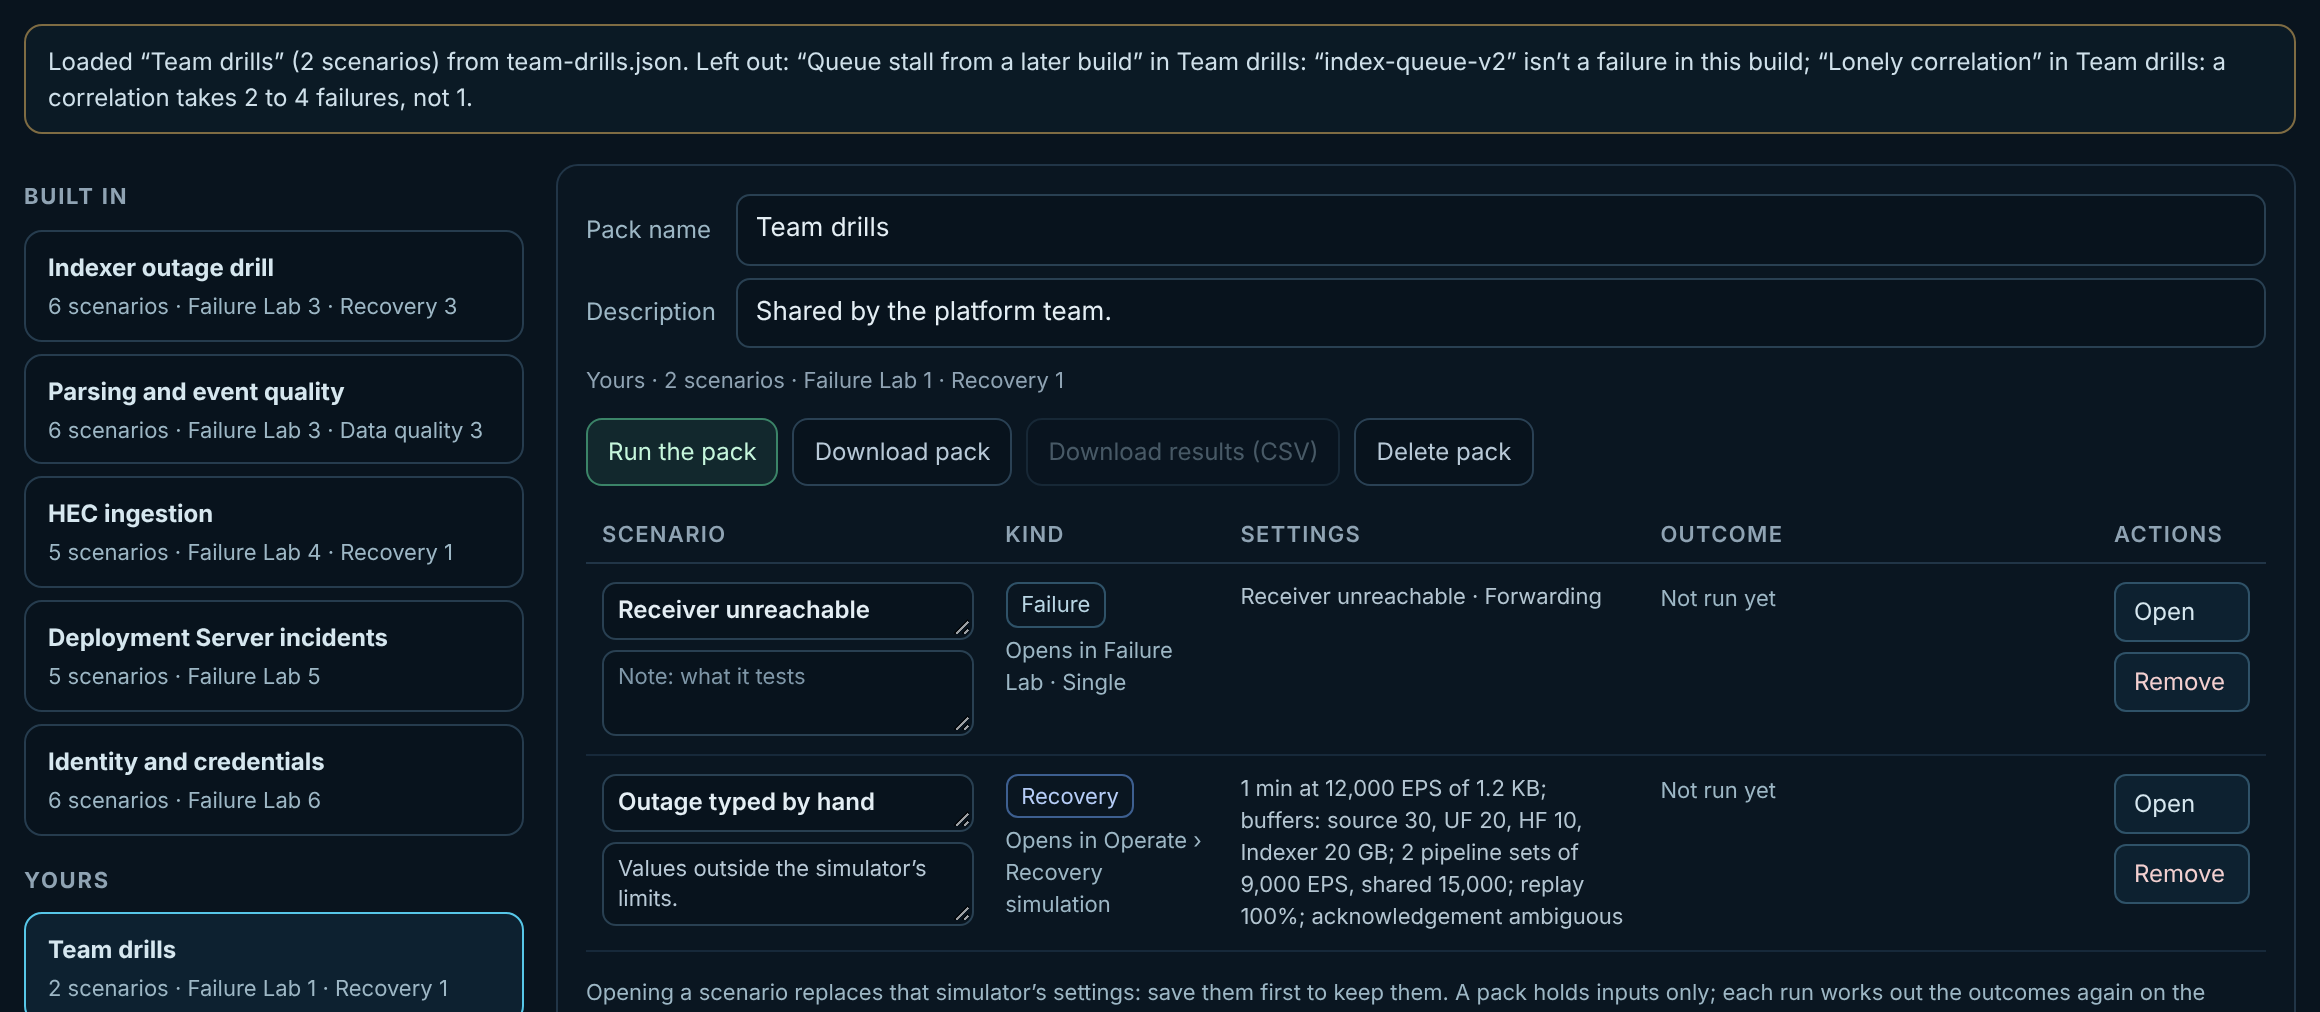 Loaded “Team drills” (2 scenarios) from team-drills.json. Left out: “Queue stall from a later build” in Team drills: “index-queue-v2” isn’t a failure in this build; “Lonely correlation” in Team drills: a
correlation takes 2 to 4 failures, not 1.
BUILT IN
Indexer outage drill
6 scenarios · Failure Lab 3 · Recovery 3
Parsing and event quality
6 scenarios · Failure Lab 3 · Data quality 3
HEC ingestion
5 scenarios · Failure Lab 4 · Recovery 1
Deployment Server incidents
5 scenarios · Failure Lab 5
Identity and credentials
6 scenarios · Failure Lab 6
YOURS
Team drills
2 scenarios · Failure Lab 1 · Recovery 1
Pack name
Team drills
Description
Shared by the platform team.
Yours · 2 scenarios · Failure Lab 1 · Recovery 1
Run the pack
Download pack
Download results (CSV)
Delete pack
SCENARIO
KIND
SETTINGS
OUTCOME
ACTIONS
Receiver unreachable
Note: what it tests
Failure
Opens in Failure
Lab · Single
Receiver unreachable · Forwarding
Not run yet
Open
Remove
Outage typed by hand
Values outside the simulator’s
limits.
Recovery
Opens in Operate ›
Recovery
simulation
1 min at 12,000 EPS of 1.2 KB;
buffers: source 30, UF 20, HF 10,
Indexer 20 GB; 2 pipeline sets of
9,000 EPS, shared 15,000; replay
100%; acknowledgement ambiguous
Not run yet
Open
Remove
Opening a scenario replaces that simulator’s settings: save them first to keep them. A pack holds inputs only; each run works out the outcomes again on the